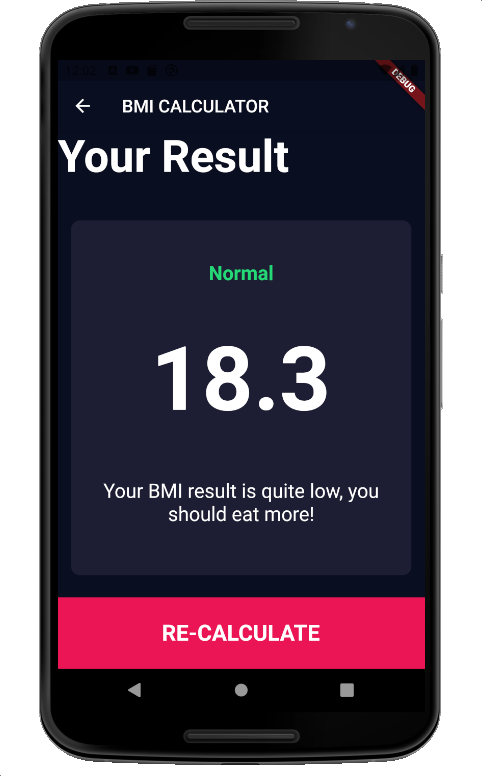 DEBUG
BMI CALCULATOR
Your Result
Normal
18.3
Your BMI result is quite low, you
should eat more!
RE-CALCULATE